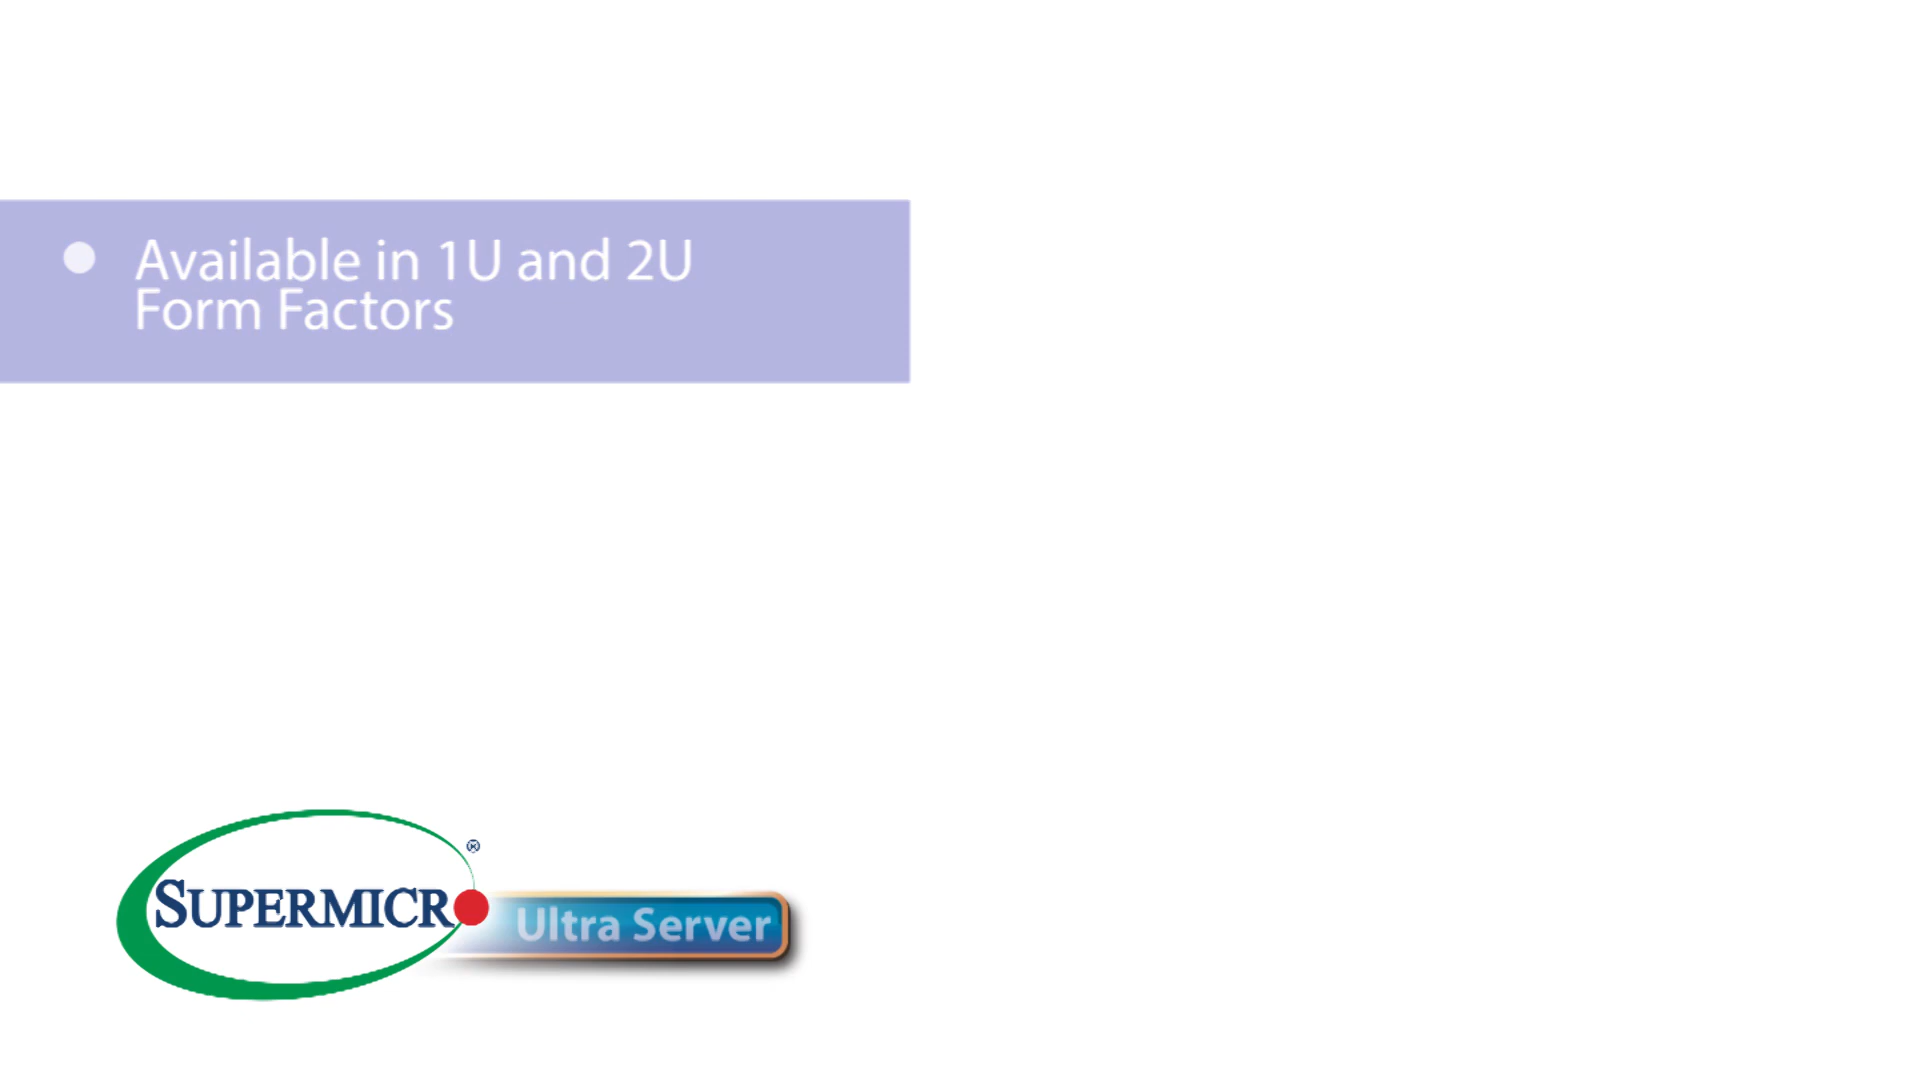 Available in 1U and 2U
Form Factors
SUPERMICR®
Ultra Server